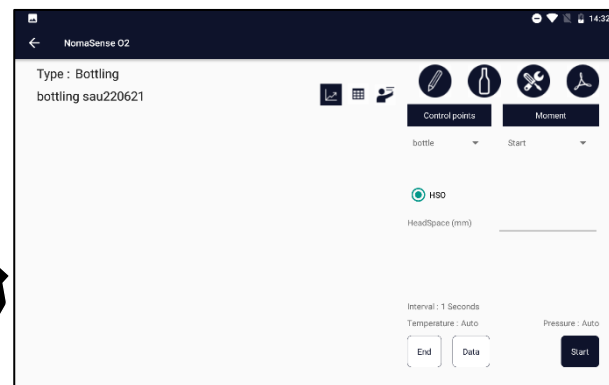 14:32
NomaSense O2
Type : Bottling
bottling sau220621
Control points
Moment
bottle
Start
HSO
HeadSpace (mm)
Interval : 1 Seconds
Temperature : Auto
Pressure : Auto
End
Data
Start